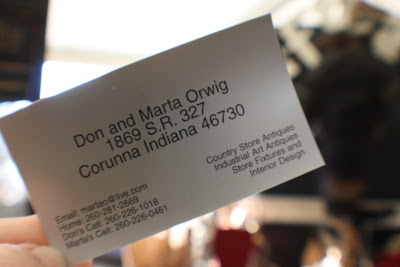 Don and Marta Orwig
1869 S.R. 327
Corunna Indiana 46730
Country Store Antiques
Industrial Art Antiques
Store Fixtures and
Interior Design
Email: martao@live.com
Home: 260-281-2669
Don's Cell: 260-226-1018
Marta's Cell: 260-226-0461